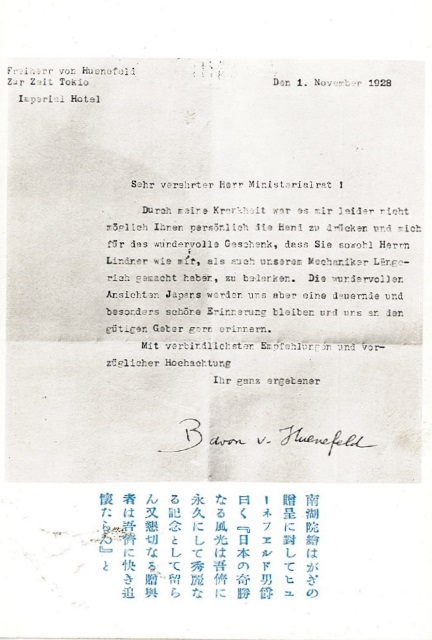 Freiherr von Huenefeld
Zur Zeit Tokio
Imperial Hotel
Den 1. November 1928
Sehr verehrter Herr Ministerialrat !
Durch meine Krankheit war es mir leider nicht
möglich Ihnen persönlich die Hand zu drücken und mich
für das wundervolle Geschenk, dass Sie sowohl Herrn
Lindner wie mir, als auch unserem Mechaniker Lenge-
rich gemacht haben, zu bedanken. Die wundervollen
Ansichten Japans werden uns aber eine dauernde und
besonders schöne Erinnerung bleiben und uns an den
gütigen Geber gern erinnern.
Mit verbindlichsten Empfehlungen und vor-
züglicher Hochachtung
Ihr ganz ergebener
Baron v. Huenefeld
南湖院繪はがきの
贈呈に對してヒュ
ーネフエルド男爵
曰く『日本の奇勝
なる風光は吾儕に
永久にして秀麗な
る記念として留ら
ん又懇切なる贈與
者は吾儕に快き追
懷たらん』と